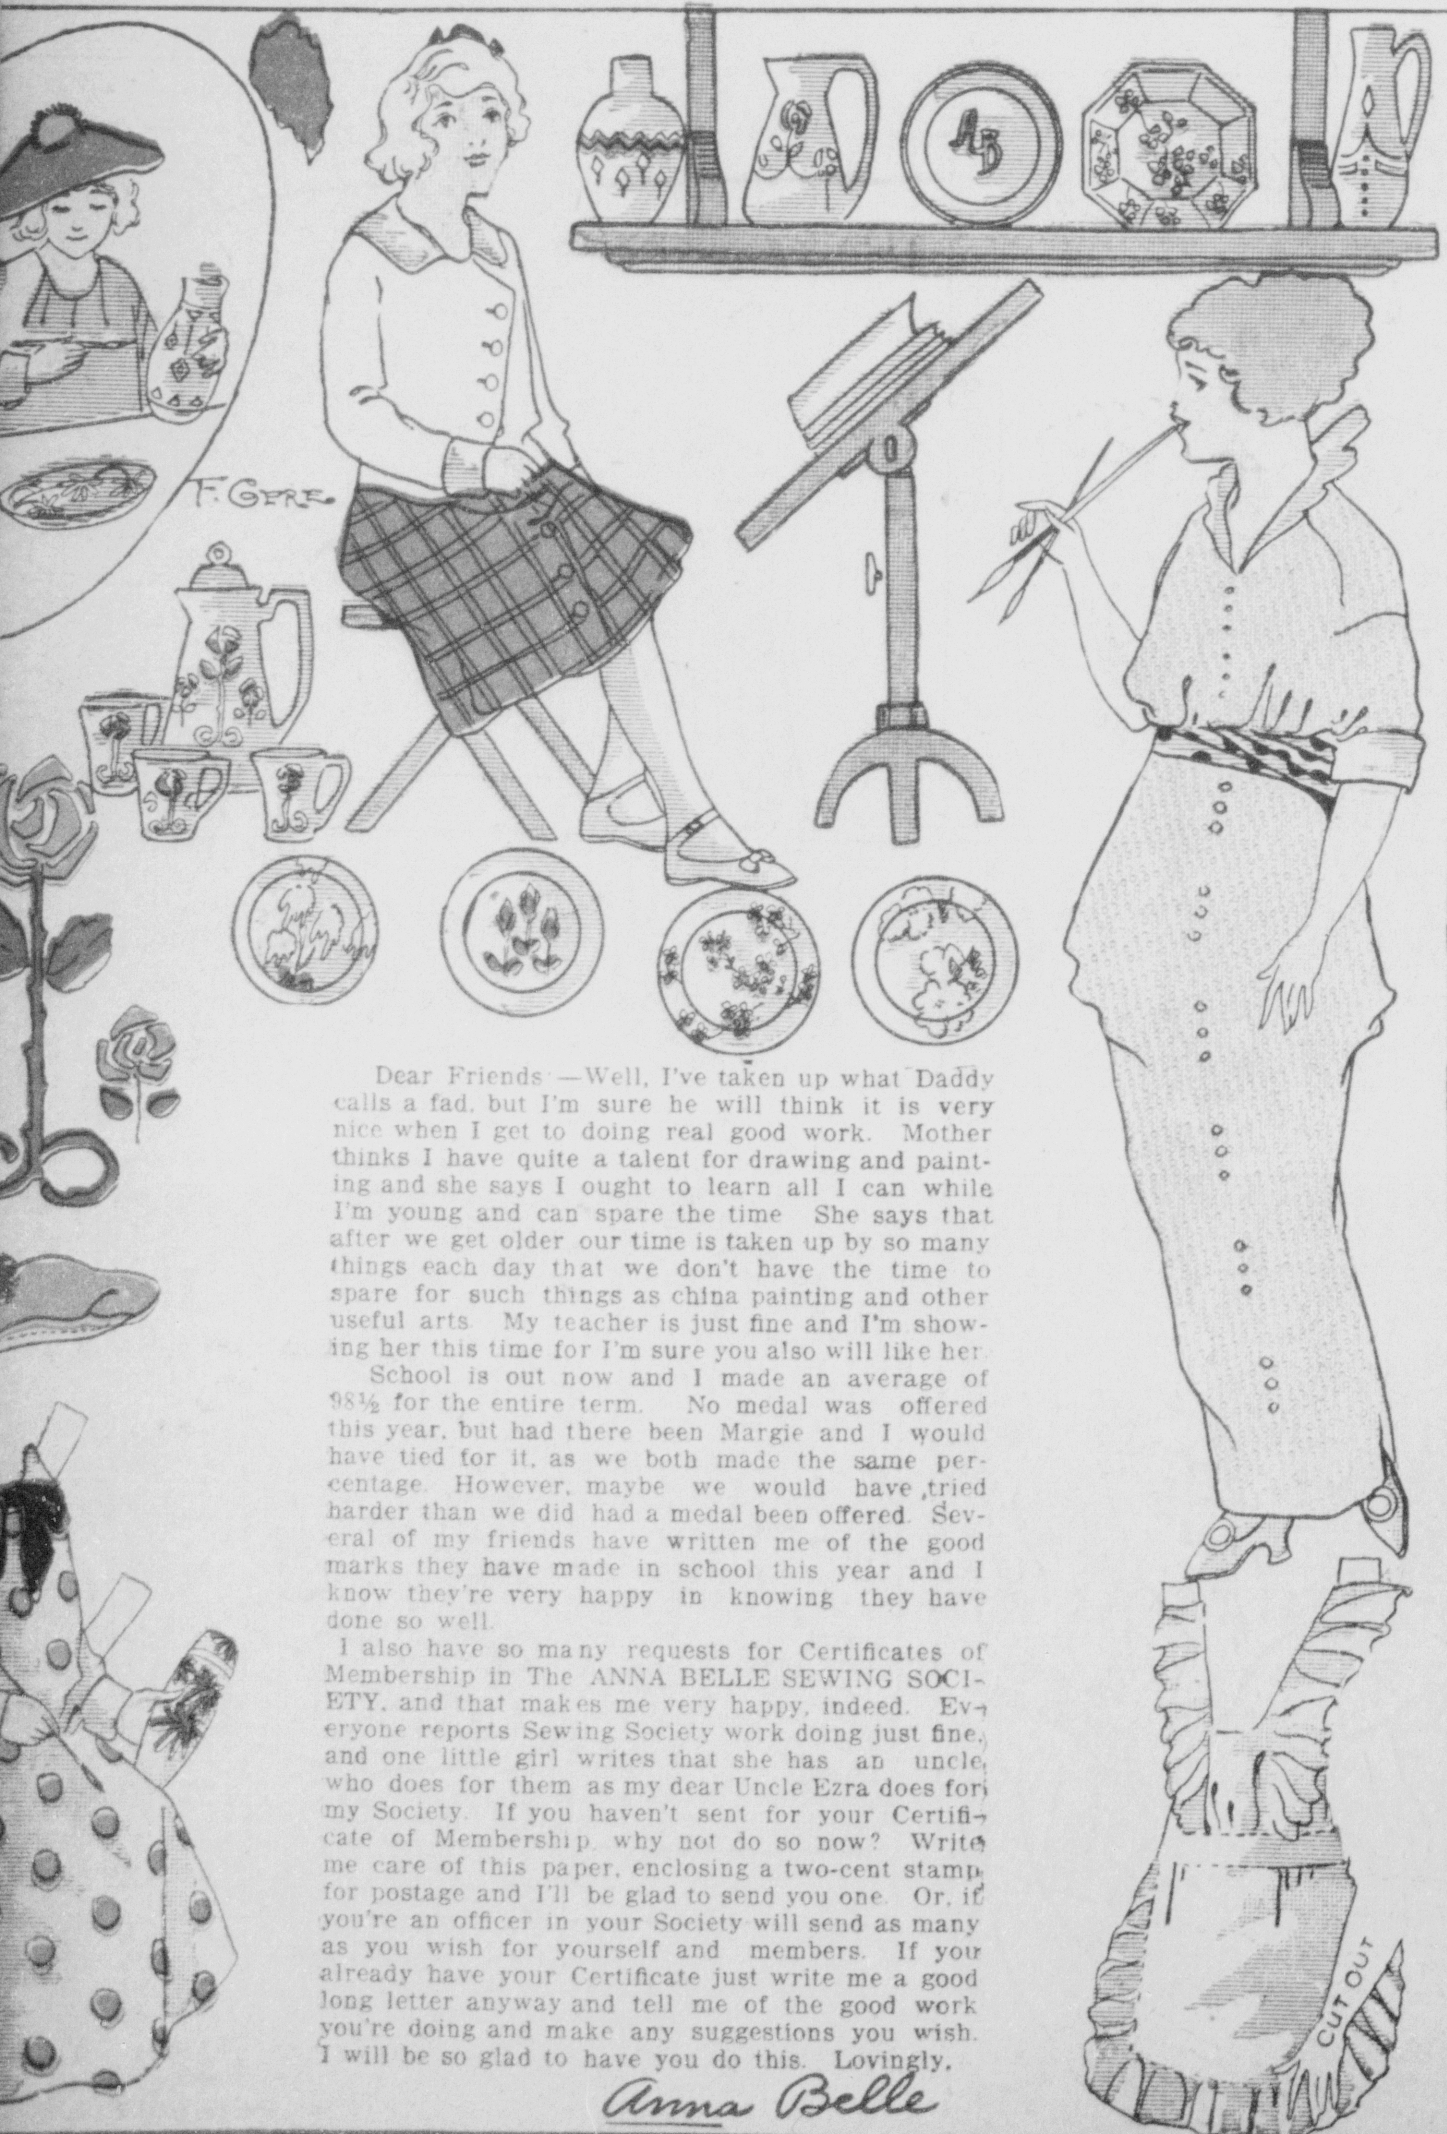 AB
F. GERE
Dear Friends —Well, I've taken up what Daddy
calls a fad, but I'm sure he will think it is very
nice when I get to doing real good work. Mother
thinks I have quite a talent for drawing and paint-
ing and she says I ought to learn all I can while
I'm young and can spare the time She says that
after we get older our time is taken up by so many
things each day that we don't have the time to
spare for such things as china painting and other
useful arts. My teacher is just fine and I'm show-
ing her this time for I'm sure you also will like her
School is out now and I made an average of
98½ for the entire term. No medal was offered
this year, but had there been Margie and I would
have tied for it, as we both made the same per-
centage. However, maybe we would have tried
harder than we did had a medal been offered. Sev-
eral of my friends have written me of the good
marks they have made in school this year and I
know they're very happy in knowing they have
done so well.
I also have so many requests for Certificates of
Membership in The ANNA BELLE SEWING SOCI-
ETY, and that makes me very happy, indeed. Ev-
eryone reports Sewing Society work doing just fine,
and one little girl writes that she has an uncle
who does for them as my dear Uncle Ezra does for
my Society. If you haven't sent for your Certifi-
cate of Membership, why not do so now? Write
me care of this paper, enclosing a two-cent stamp
for postage and I'll be glad to send you one. Or, if
you're an officer in your Society will send as many
as you wish for yourself and members. If you
already have your Certificate just write me a good
long letter anyway and tell me of the good work
you're doing and make any suggestions you wish.
I will be so glad to have you do this. Lovingly,
Anna Belle
CUT OUT